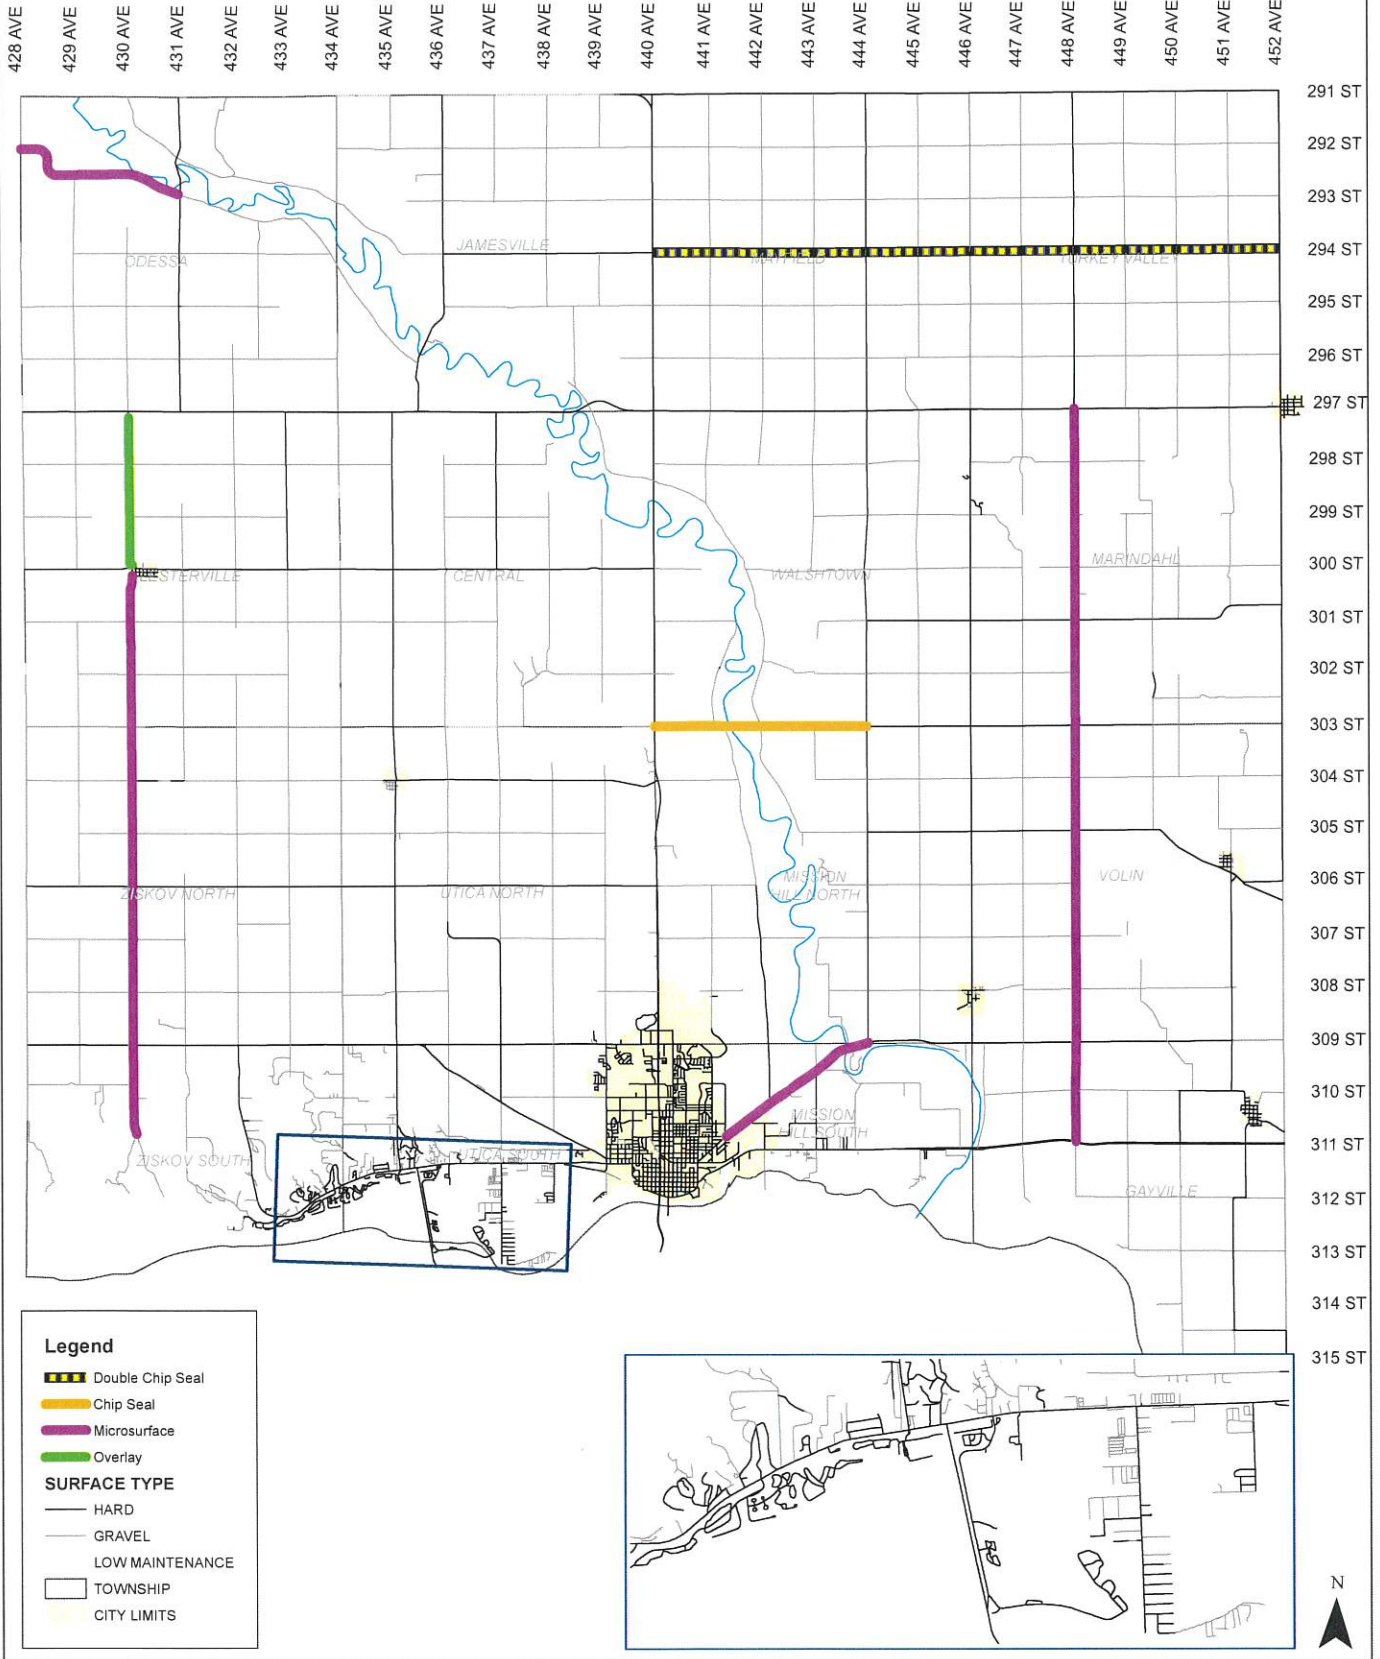 428 AVE
429 AVE
430 AVE
431 AVE
432 AVE
433 AVE
434 AVE
435 AVE
436 AVE
437 AVE
438 AVE
439 AVE
440 AVE
441 AVE
442 AVE
443 AVE
444 AVE
445 AVE
446 AVE
447 AVE
448 AVE
449 AVE
450 AVE
451 AVE
452 AVE
291 ST
292 ST
293 ST
294 ST
295 ST
296 ST
297 ST
298 ST
299 ST
300 ST
301 ST
302 ST
303 ST
304 ST
305 ST
306 ST
307 ST
308 ST
309 ST
310 ST
311 ST
312 ST
313 ST
314 ST
315 ST
ODESSA
JAMESVILLE
MAYFIELD
TURKEY VALLEY
LESTERVILLE
CENTRAL
WALSHTOWN
MARINDAHL
ZISKOV NORTH
UTICA NORTH
MISSION
HILL NORTH
VOLIN
ZISKOV SOUTH
UTICA SOUTH
MISSION
HILL SOUTH
GAYVILLE
Legend
Double Chip Seal
Chip Seal
Microsurface
Overlay
SURFACE TYPE
HARD
GRAVEL
LOW MAINTENANCE
TOWNSHIP
CITY LIMITS
N